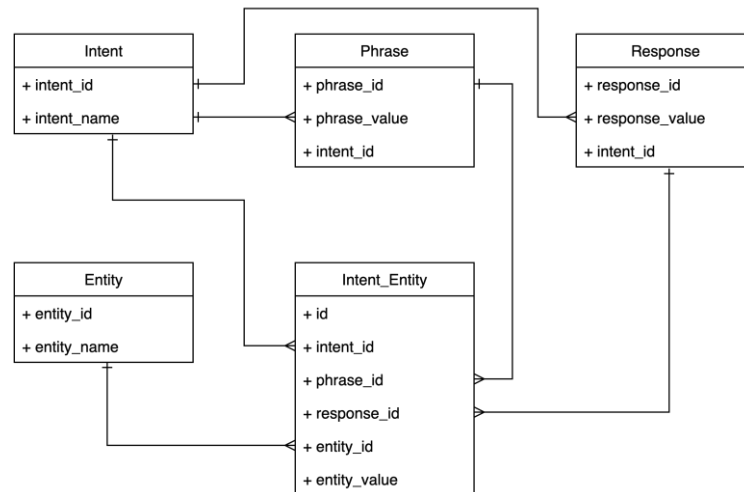 Intent
+ intent_id
+ intent_name
Phrase
+ phrase_id
+ phrase_value
+ intent_id
Response
+ response_id
+ response_value
+ intent_id
Entity
+ entity_id
+ entity_name
Intent_Entity
+ id
+ intent_id
+ phrase_id
+ response_id
+ entity_id
+ entity_value